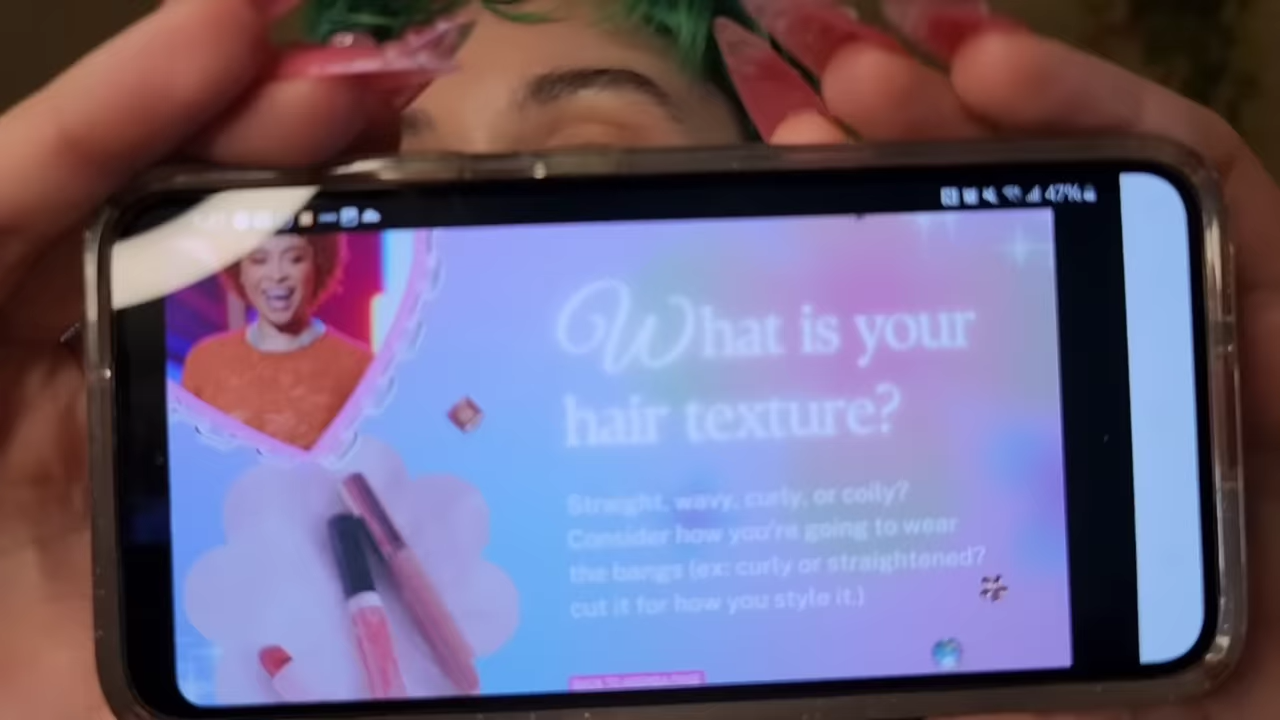 47%
What is your
hair texture?
Straight, wavy, curly, or coily?
Consider how you're going to wear
the bangs (ex: curly or straightened?
cut it for how you style it.)